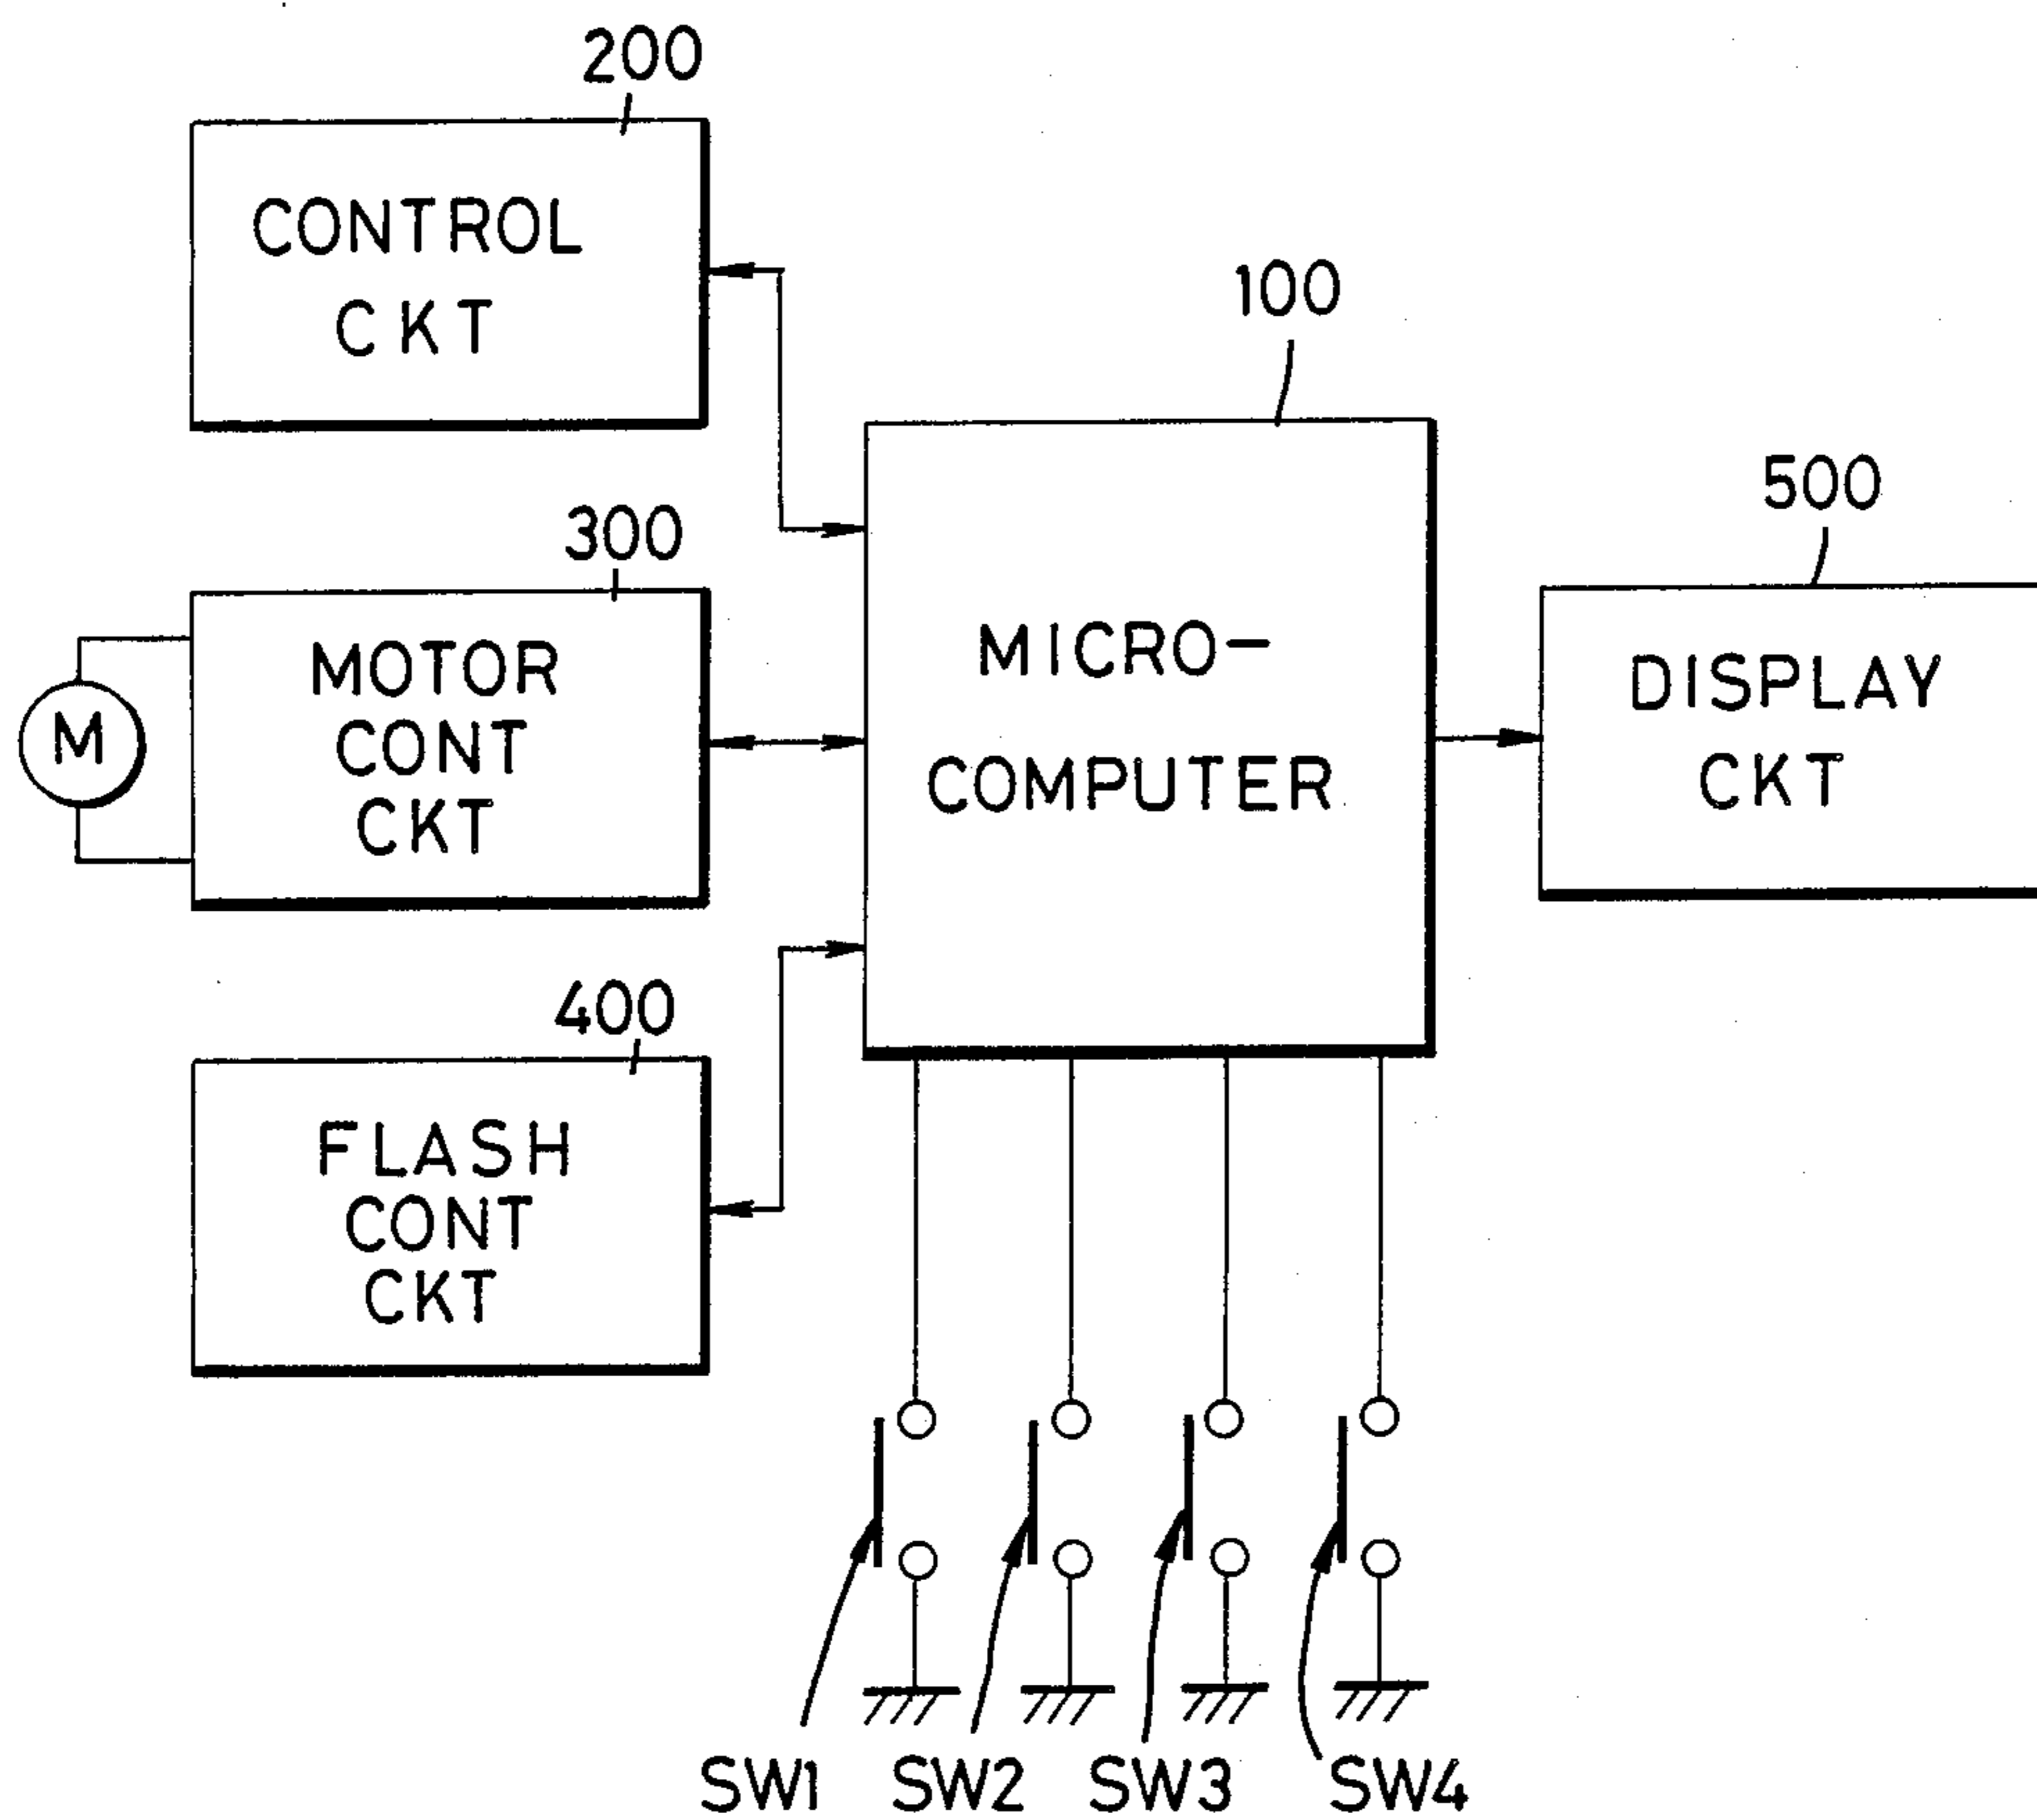 200
CONTROL
CKT
100
500
300
MOTOR
CONT
CKT
M
MICRO-
COMPUTER
DISPLAY
CKT
400
FLASH
CONT
CKT
SW1 SW2 SW3 SW4